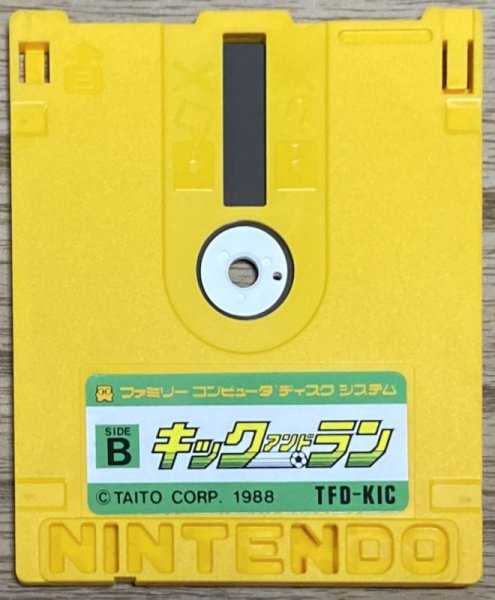 ファミリー コンピュータ ディスク システム
SIDE
B
キックアンドラン
© TAITO CORP. 1988 TFD-KIC
NINTENDO